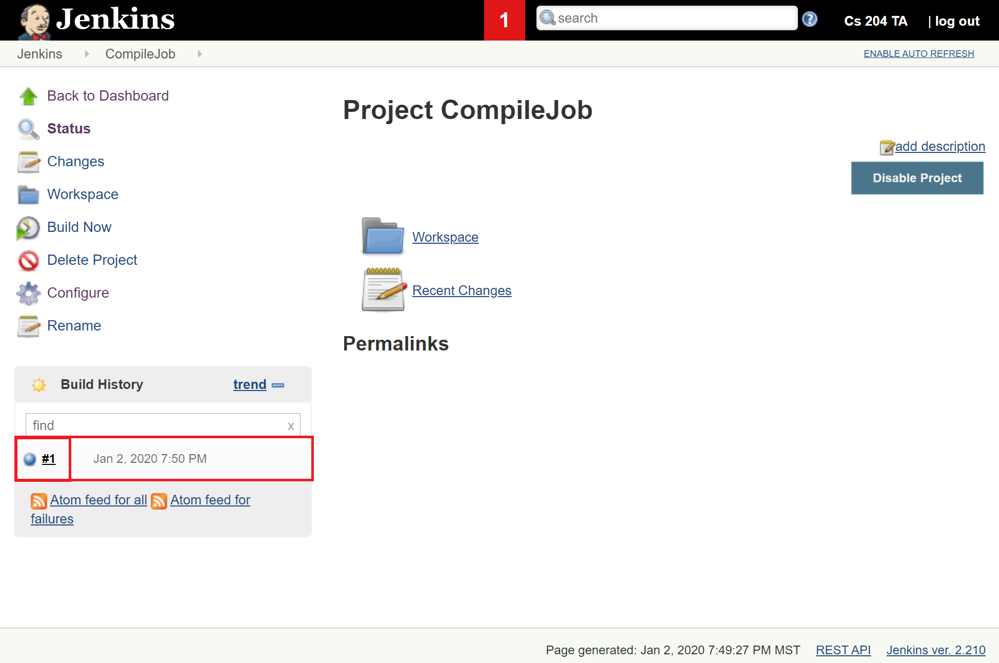 Jenkins
1
search
?
Cs 204 TA
| log out
Jenkins
CompileJob
ENABLE AUTO REFRESH
Back to Dashboard
Status
Changes
Workspace
Build Now
Delete Project
Configure
Rename
Project CompileJob
add description
Disable Project
Workspace
Recent Changes
Permalinks
Build History
trend
find
x
#1
Jan 2, 2020 7:50 PM
Atom feed for all Atom feed for
failures
Page generated: Jan 2, 2020 7:49:27 PM MST
REST API
Jenkins ver. 2.210